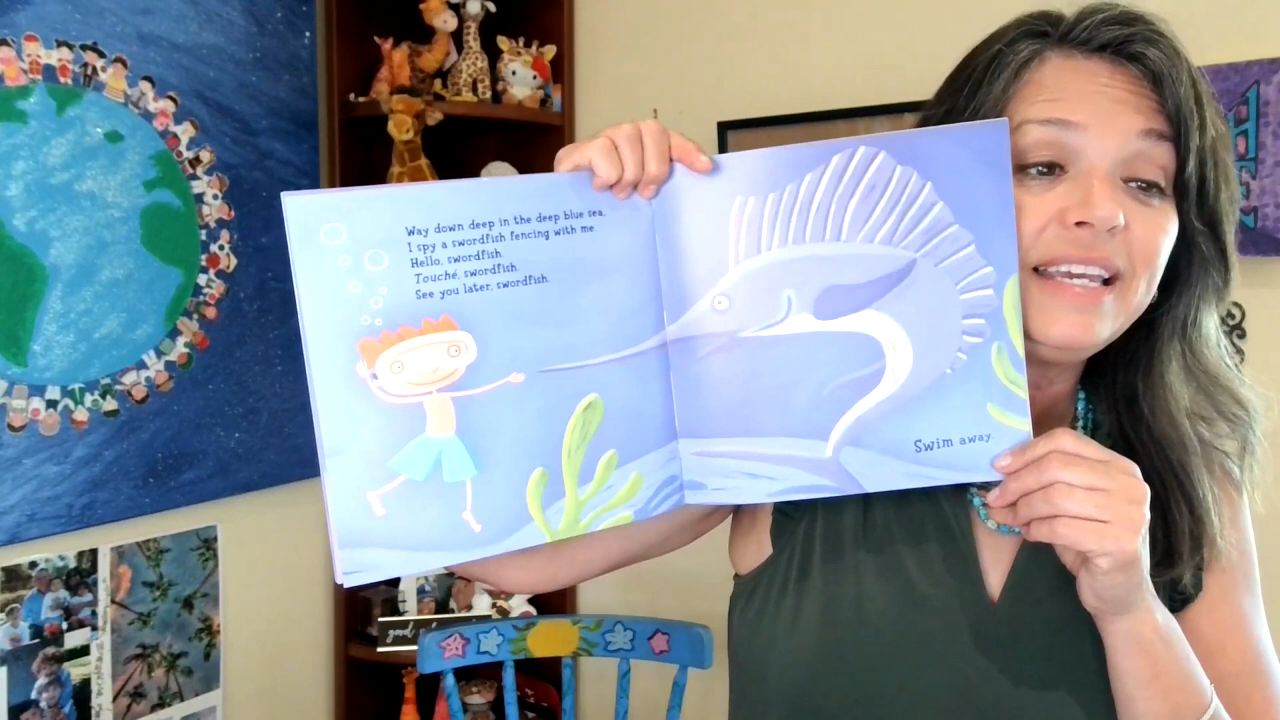 Way down deep in the deep blue sea,
I spy a swordfish fencing with me.
Hello, swordfish.
Touché, swordfish.
See you later, swordfish.
Swim away.
good